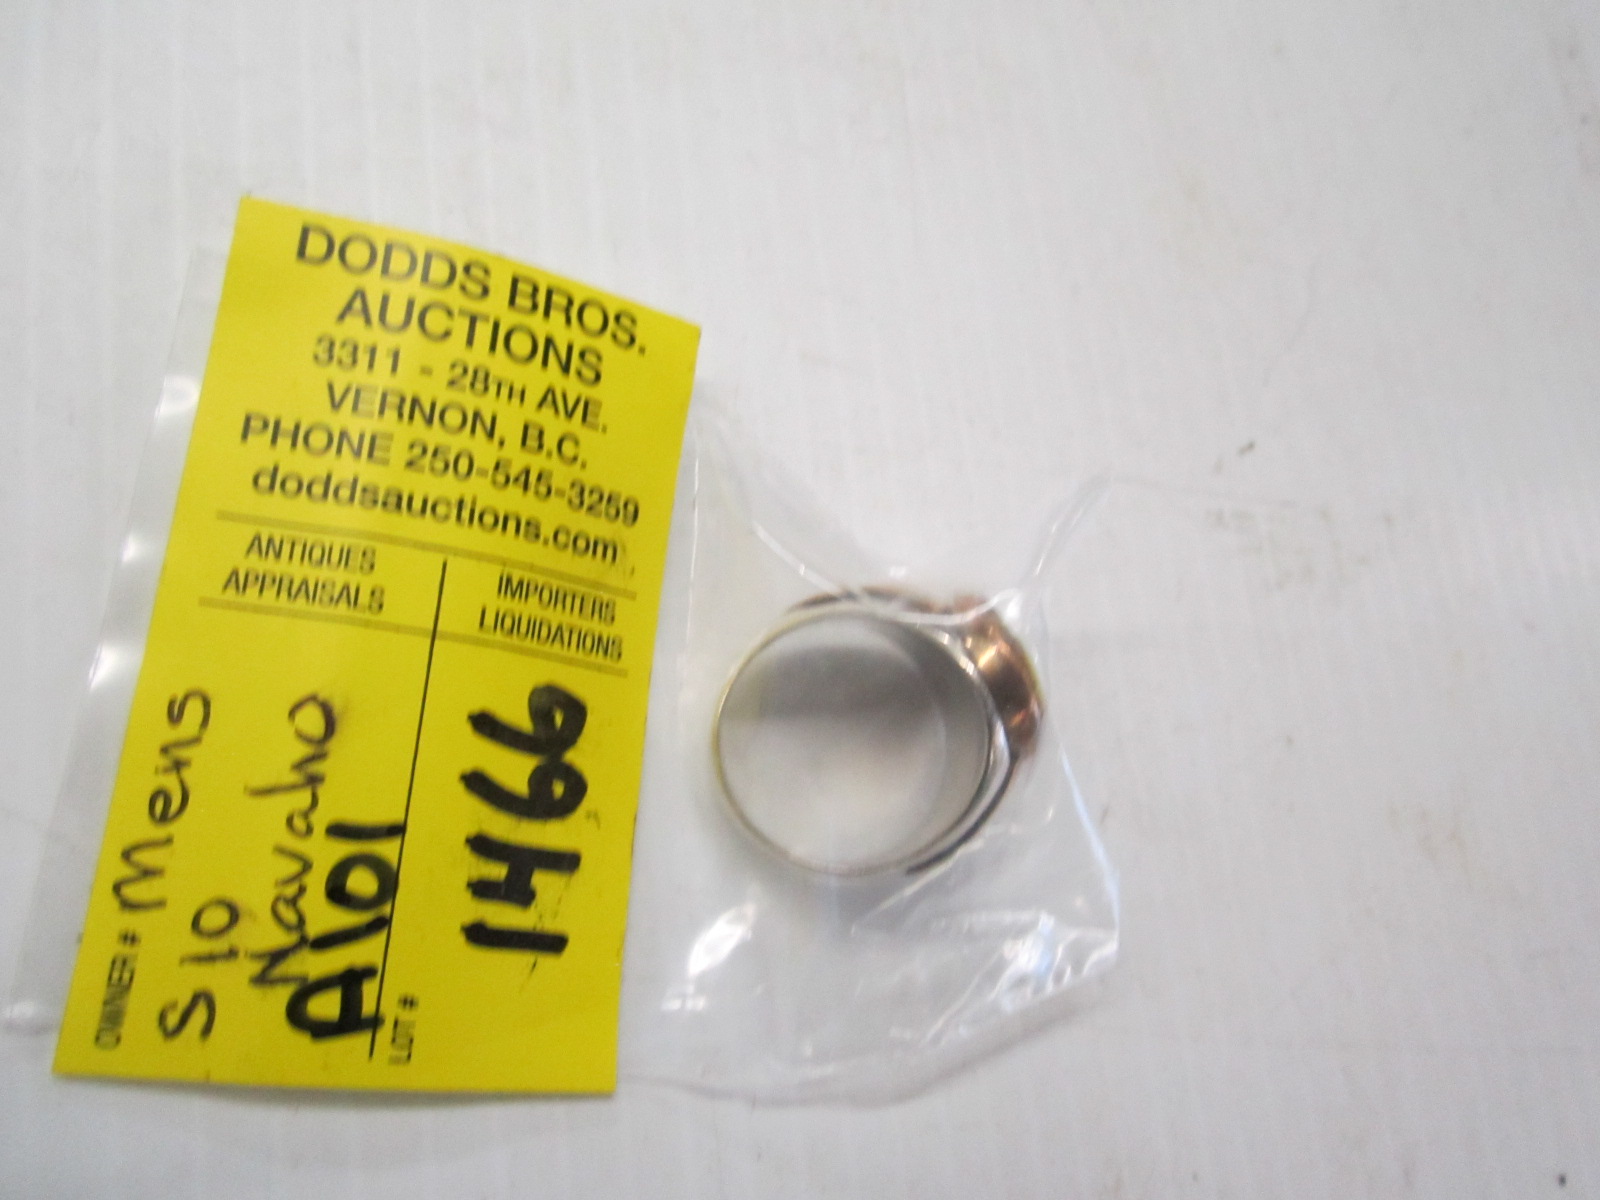 DODDS BROS.
AUCTIONS
3311 - 28TH AVE.
VERNON, B.C.
PHONE 250-545-3259
doddsauctions.com
ANTIQUES
APPRAISALS
IMPORTERS
LIQUIDATIONS
OWNER # Mens
S 10
Navaho
A101
LOT #
1466